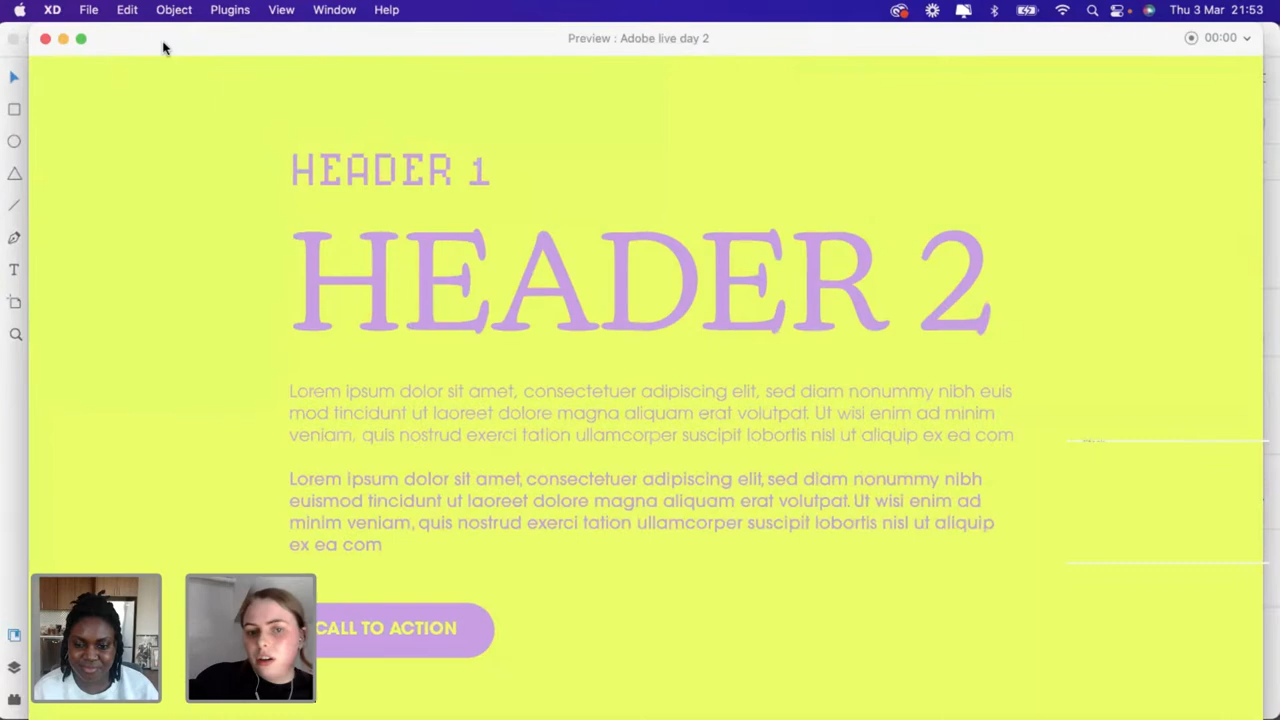 XD File Edit Object Plugins View Window Help Thu 3 Mar 21:53
Preview : Adobe live day 2 00:00
HEADER 1
HEADER 2
Lorem ipsum dolor sit amet, consectetuer adipiscing elit, sed diam nonummy nibh euis
mod tincidunt ut laoreet dolore magna aliquam erat volutpat. Ut wisi enim ad minim
veniam, quis nostrud exerci tation ullamcorper suscipit lobortis nisl ut aliquip ex ea com
Lorem ipsum dolor sit amet, consectetuer adipiscing elit, sed diam nonummy nibh
euismod tincidunt ut laoreet dolore magna aliquam erat volutpat. Ut wisi enim ad
minim veniam, quis nostrud exerci tation ullamcorper suscipit lobortis nisl ut aliquip
ex ea com
CALL TO ACTION